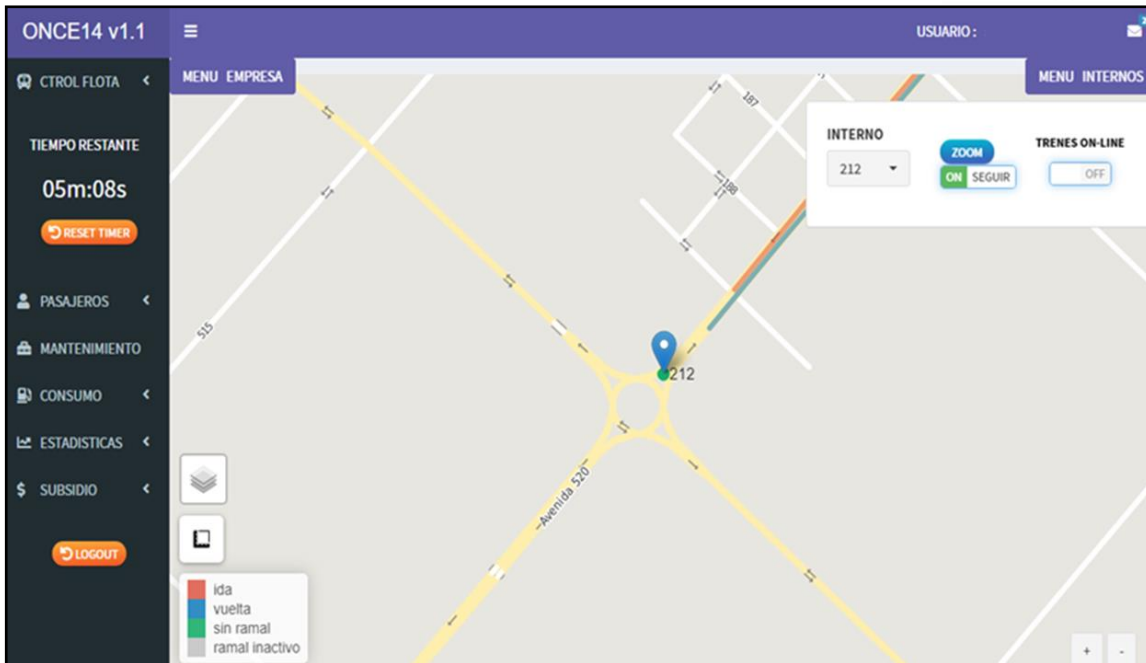 ONCE14 v1.1
USUARIO :
CTROL FLOTA
TIEMPO RESTANTE
05m:08s
RESET TIMER
PASAJEROS
MANTENIMIENTO
CONSUMO
ESTADISTICAS
$ SUBSIDIO
LOGOUT
MENU EMPRESA
MENU INTERNOS
INTERNO
212
ZOOM
ON SEGUIR
TRENES ON-LINE
OFF
187
188
515
212
Avenida 520
ida
vuelta
sin ramal
ramal inactivo
+ -